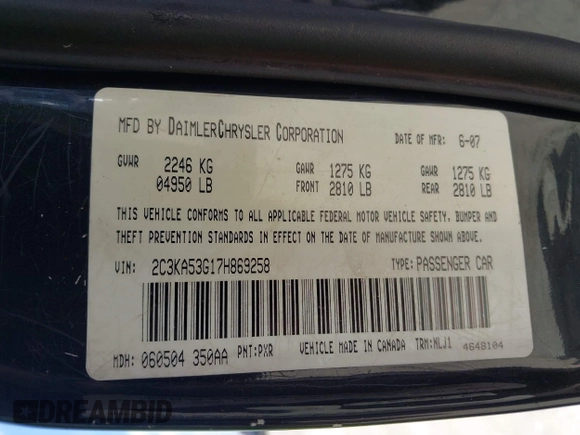 MFD BY DAIMLERCHRYSLER CORPORATION DATE OF MFR: 6-07
GVWR 2246 KG GAWR 1275 KG GAWR 1275 KG
04950 LB FRONT 2810 LB REAR 2810 LB
THIS VEHICLE CONFORMS TO ALL APPLICABLE FEDERAL MOTOR VEHICLE SAFETY, BUMPER AND
THEFT PREVENTION STANDARDS IN EFFECT ON THE DATE OF MANUFACTURE SHOWN ABOVE.
VIN: 2C3KA53G17H869258 TYPE: PASSENGER CAR
MDH: 060504 350AA PNT:PXR VEHICLE MADE IN CANADA TRM:NLJ1 4648104
DREAMBID